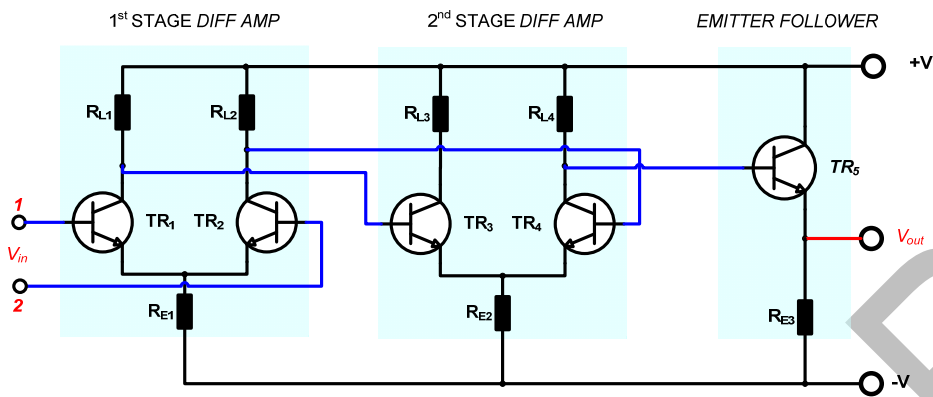 1st STAGE DIFF AMP
2nd STAGE DIFF AMP
EMITTER FOLLOWER
+V
RL1
RL2
RL3
RL4
TR5
1
TR1
TR2
TR3
TR4
Vin
Vout
2
RE1
RE2
RE3
-V